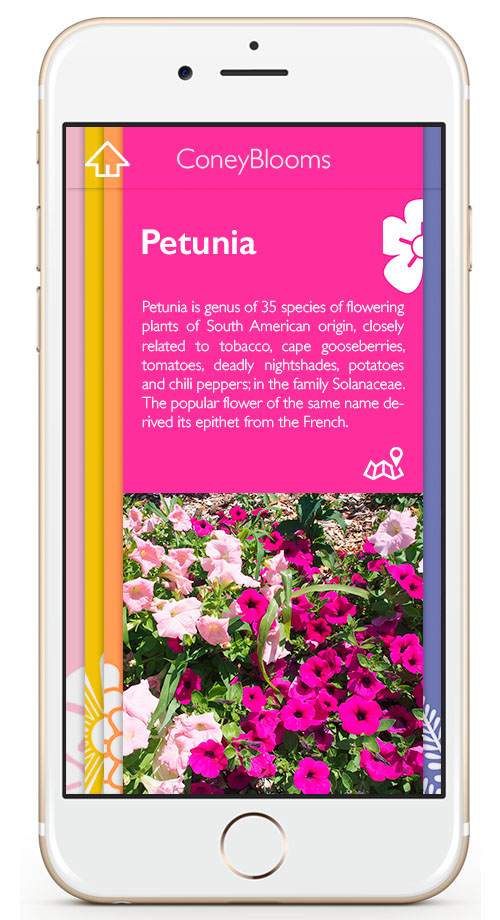 ConeyBlooms
Petunia
Petunia is genus of 35 species of flowering
plants of South American origin, closely
related to tobacco, cape gooseberries,
tomatoes, deadly nightshades, potatoes
and chili peppers; in the family Solanaceae.
The popular flower of the same name de-
rived its epithet from the French.